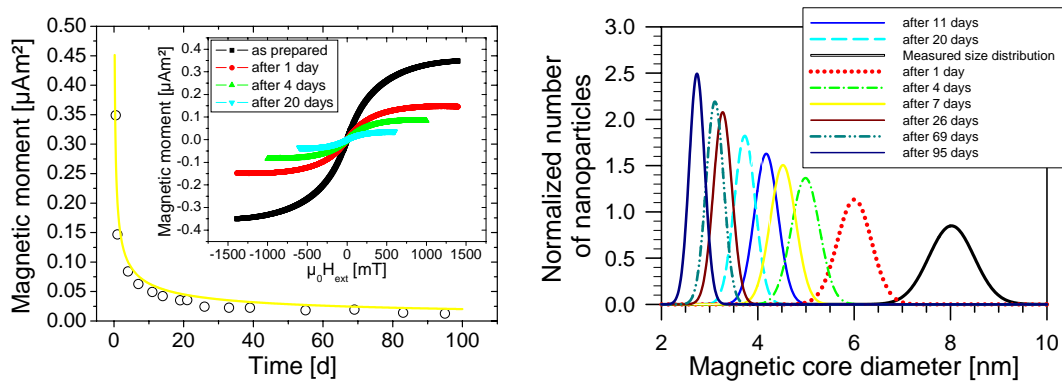 0.50
0.45
0.40
0.35
0.30
0.25
0.20
0.15
0.10
0.05
0.00
Magnetic moment [µAm²]
0 20 40 60 80 100
Time [d]
0.4
0.3
0.2
0.1
0.0
-0.1
-0.2
-0.3
-0.4
Magnetic moment [µAm²]
as prepared
after 1 day
after 4 days
after 20 days
-1500 -1000 -500 0 500 1000 1500
µ0Hext [mT]
3.0
2.5
2.0
1.5
1.0
0.5
0.0
Normalized number
of nanoparticles
after 11 days
after 20 days
Measured size distribution
after 1 day
after 4 days
after 7 days
after 26 days
after 69 days
after 95 days
2 4 6 8 10
Magnetic core diameter [nm]